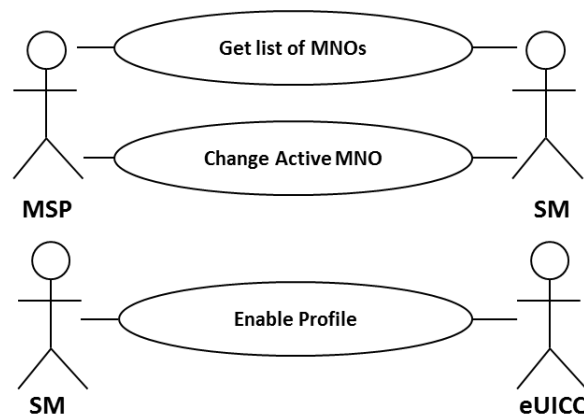 Get list of MNOs
Change Active MNO
MSP
SM
Enable Profile
SM
eUICC